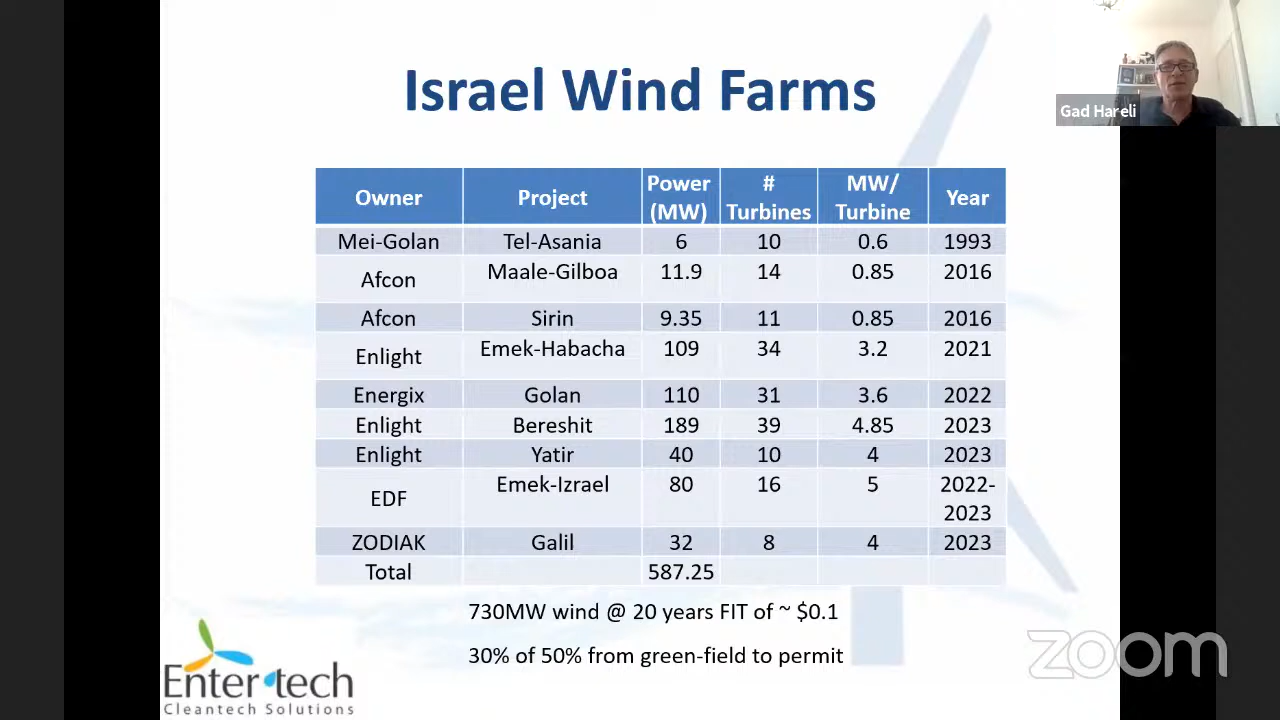 Israel Wind Farms
Gad Hareli
Owner Project Power (MW) # Turbines MW/ Turbine Year
Mei-Golan Tel-Asania 6 10 0.6 1993
Afcon Maale-Gilboa 11.9 14 0.85 2016
Afcon Sirin 9.35 11 0.85 2016
Enlight Emek-Habacha 109 34 3.2 2021
Energix Golan 110 31 3.6 2022
Enlight Bereshit 189 39 4.85 2023
Enlight Yatir 40 10 4 2023
EDF Emek-Izrael 80 16 5 2022-2023
ZODIAK Galil 32 8 4 2023
Total 587.25
730MW wind @ 20 years FIT of ~ $0.1
30% of 50% from green-field to permit
Enter tech
Cleantech Solutions
zoom